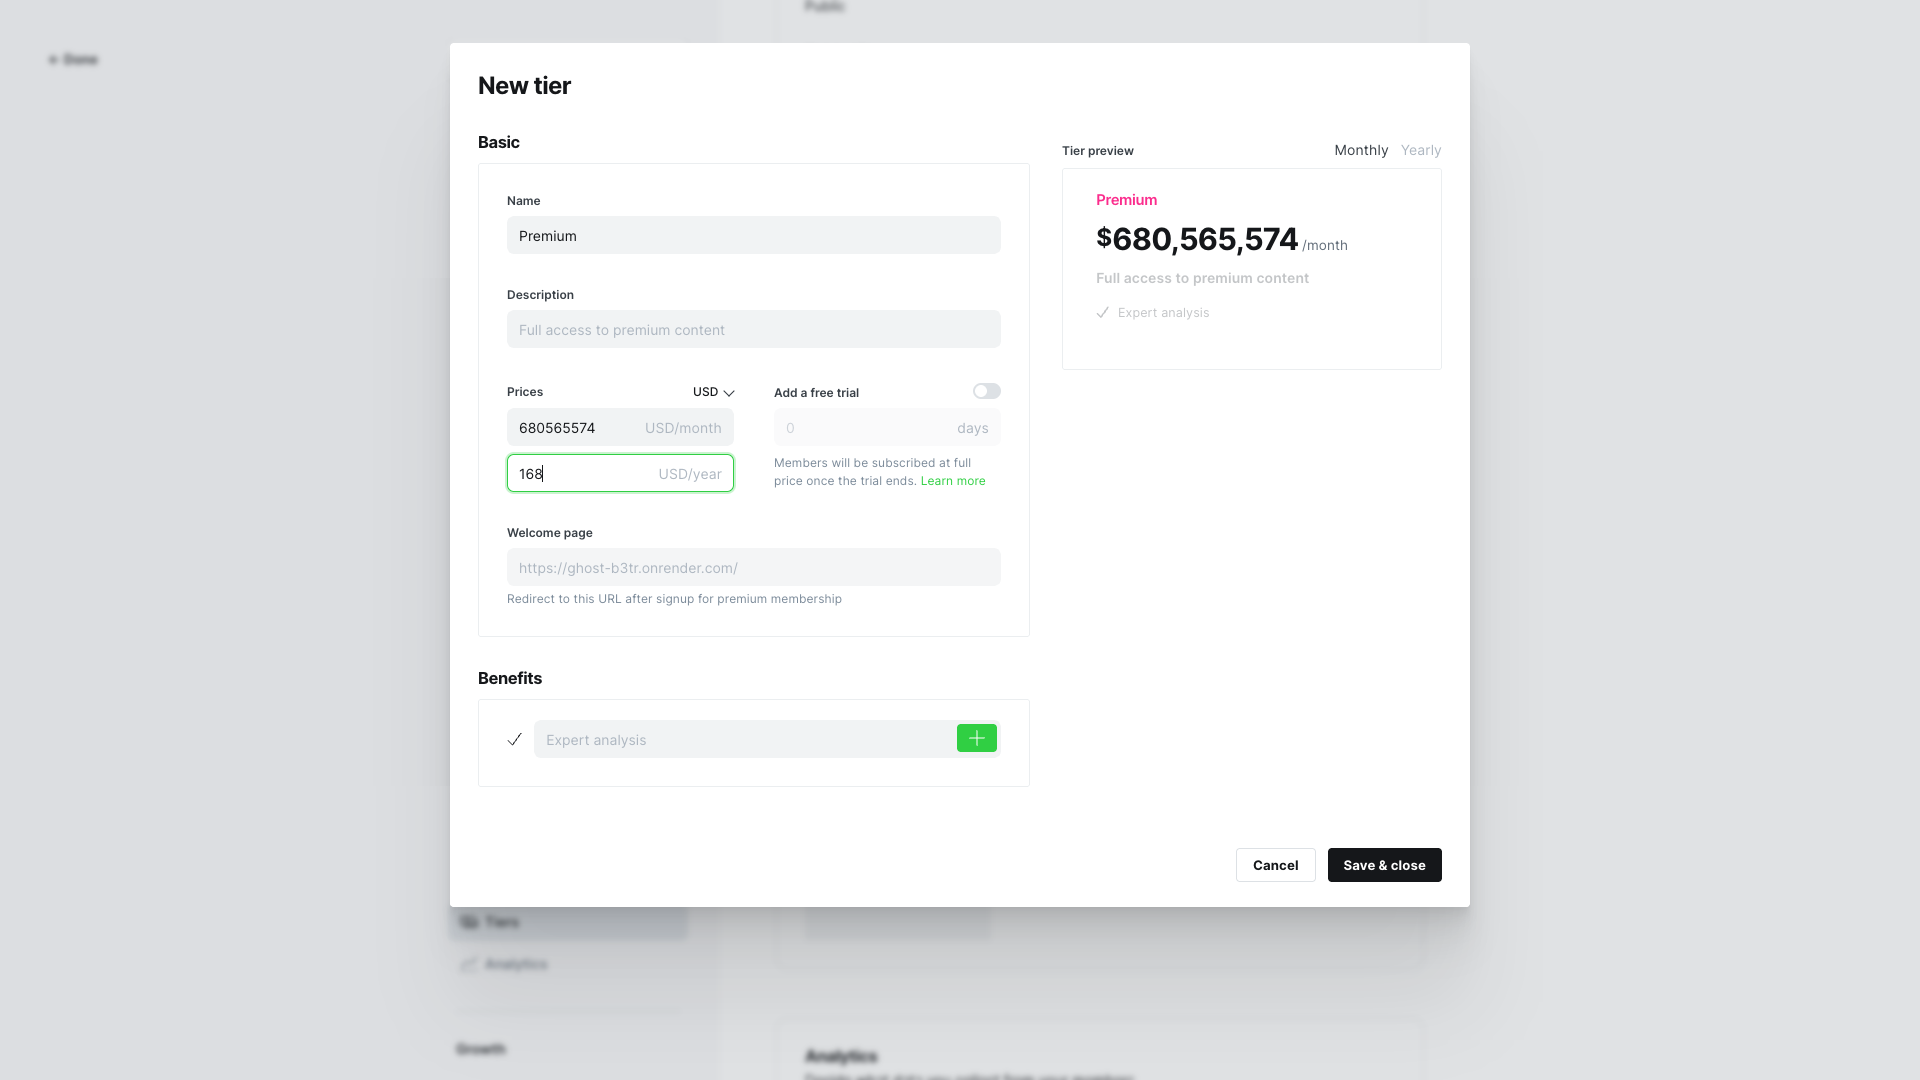 Public
← Done
New tier
Basic
Name
Premium
Description
Full access to premium content
Prices
USD
680565574 USD/month
168 USD/year
Add a free trial
0 days
Members will be subscribed at full
price once the trial ends. Learn more
Welcome page
https://ghost-b3tr.onrender.com/
Redirect to this URL after signup for premium membership
Benefits
Expert analysis
Tier preview
Monthly Yearly
Premium
$680,565,574 /month
Full access to premium content
Expert analysis
Cancel
Save & close
Tiers
Analytics
Growth
Analytics